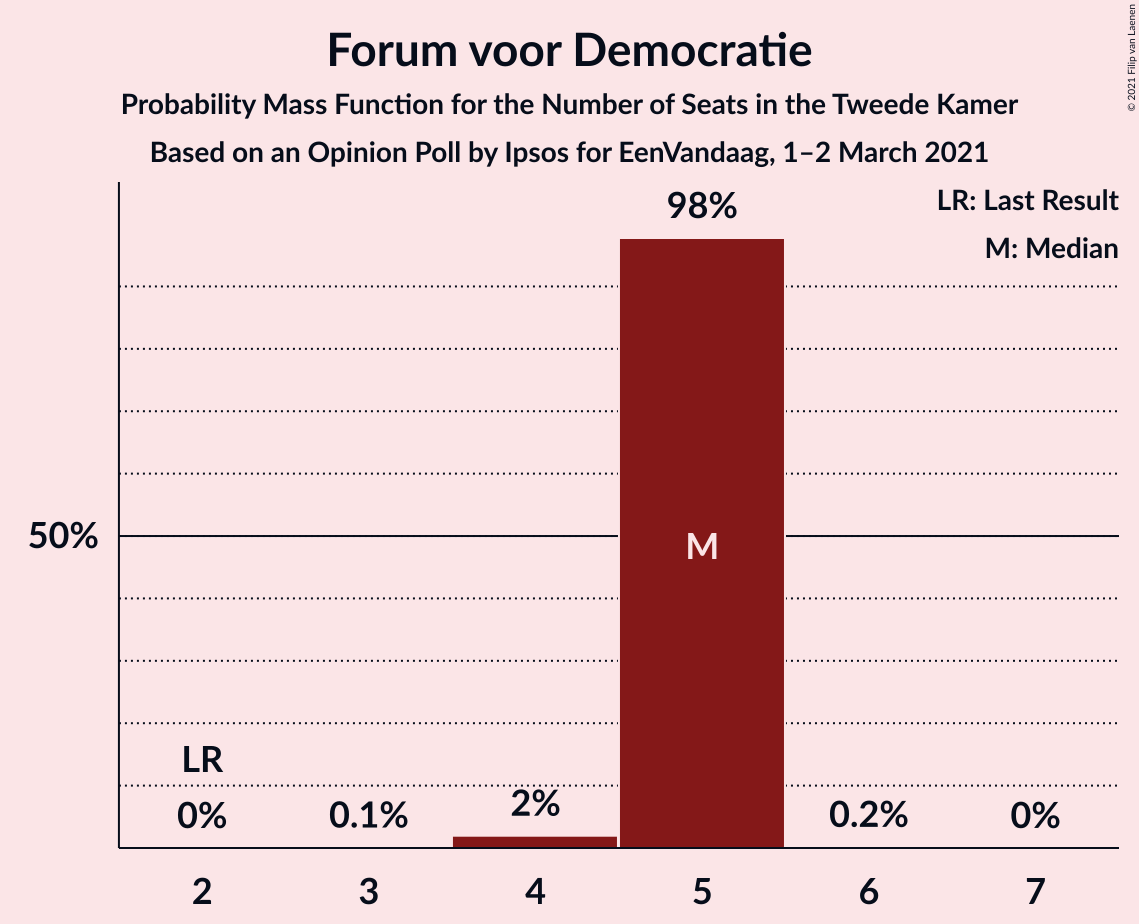 Forum voor Democratie
Probability Mass Function for the Number of Seats in the Tweede Kamer
Based on an Opinion Poll by Ipsos for EenVandaag, 1–2 March 2021
© 2021 Filip van Laenen
LR: Last Result
M: Median
98%
50%
M
LR
0%
0.1%
2%
0.2%
0%
2 3 4 5 6 7